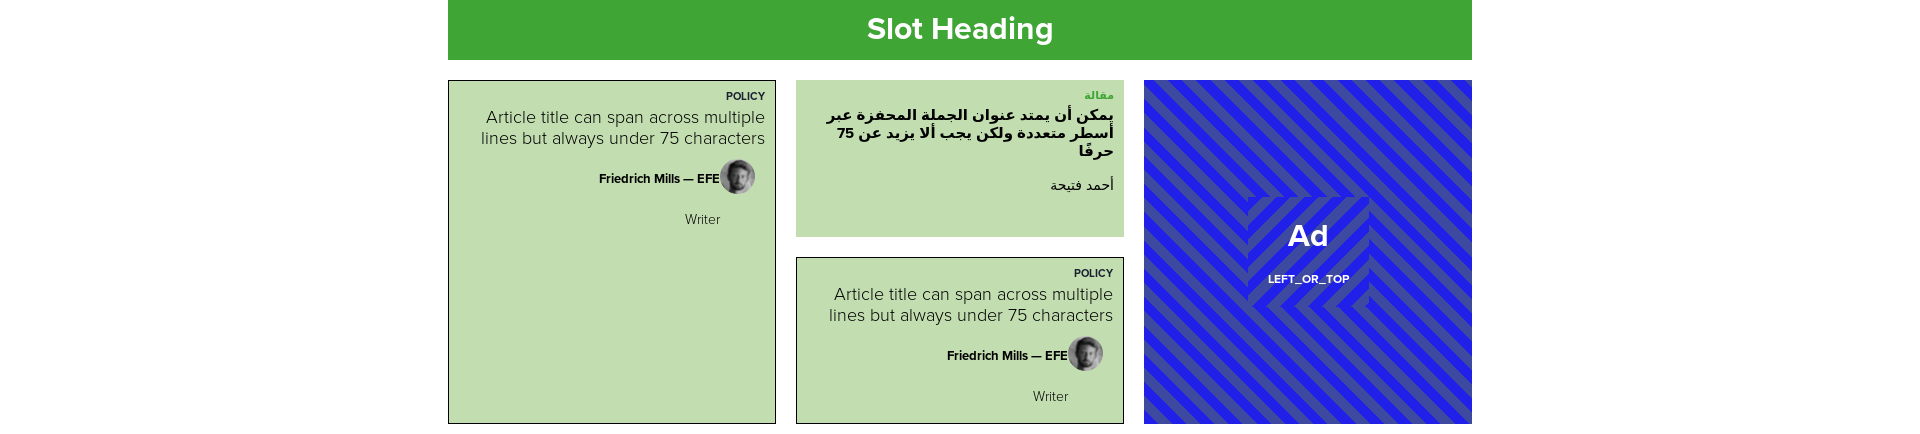 Slot Heading
POLICY
Article title can span across multiple
lines but always under 75 characters
Friedrich Mills — EFE
Writer
مقالة
يمكن أن يمتد عنوان الجملة المحفزة عبر
أسطر متعددة ولكن يجب ألا يزيد عن 75
حرفًا
أحمد فتيحة
POLICY
Article title can span across multiple
lines but always under 75 characters
Friedrich Mills — EFE
Writer
Ad
LEFT_OR_TOP